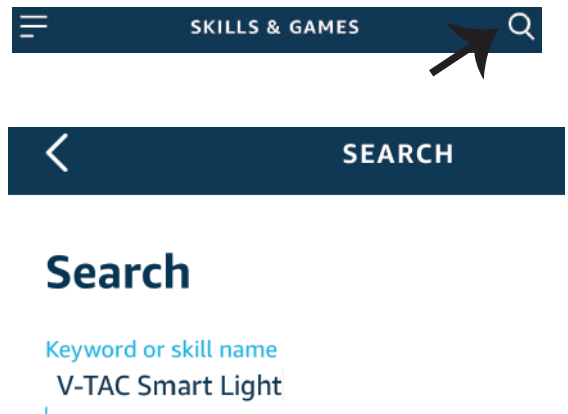 SKILLS & GAMES
SEARCH
Search
Keyword or skill name
V-TAC Smart Light